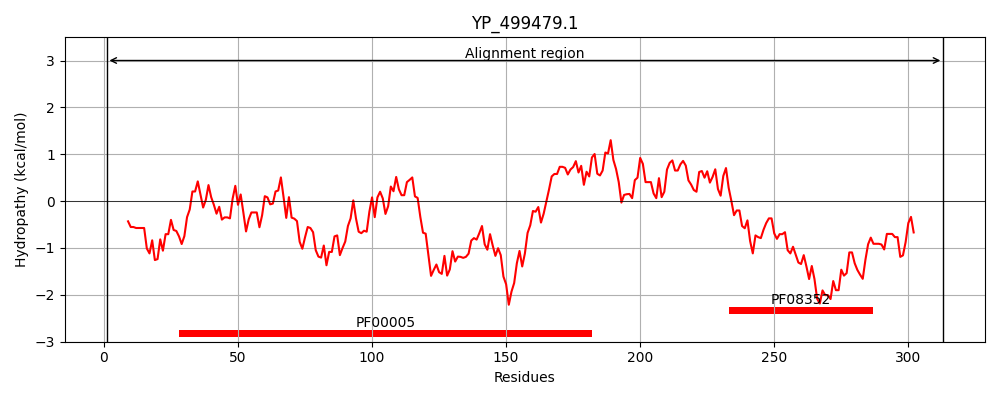 YP_499479.1
Alignment region
Hydropathy (kcal/mol)
3
2
1
0
−1
−2
−3
PF08352
PF00005
0 50 100 150 200 250 300
Residues